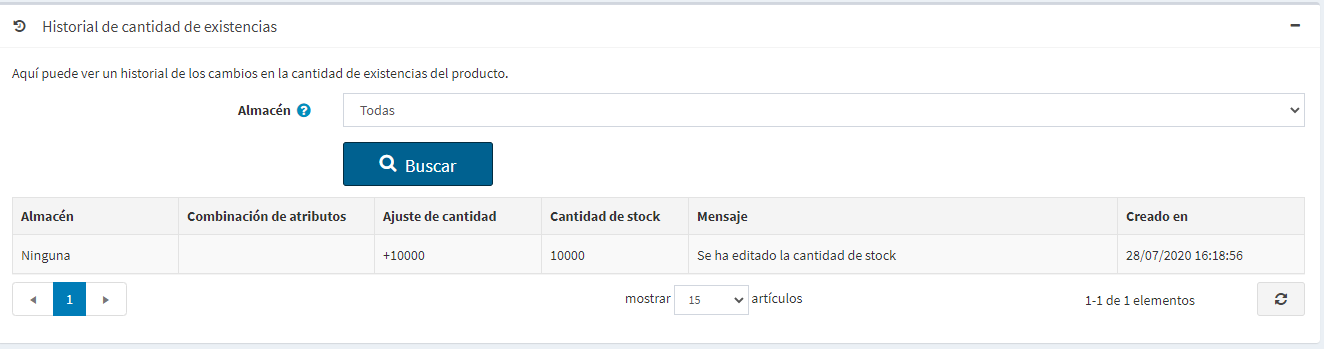 Historial de cantidad de existencias
Aquí puede ver un historial de los cambios en la cantidad de existencias del producto.
Almacén ?
Todas
Buscar
Almacén Combinación de atributos Ajuste de cantidad Cantidad de stock Mensaje Creado en
Ninguna +10000 10000 Se ha editado la cantidad de stock 28/07/2020 16:18:56
1 mostrar 15 artículos 1-1 de 1 elementos